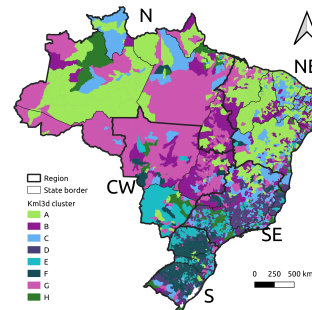 N
NE
CW
SE
S
Region
State border
Kml3d cluster
A
B
C
D
E
F
G
H
0 250 500 km